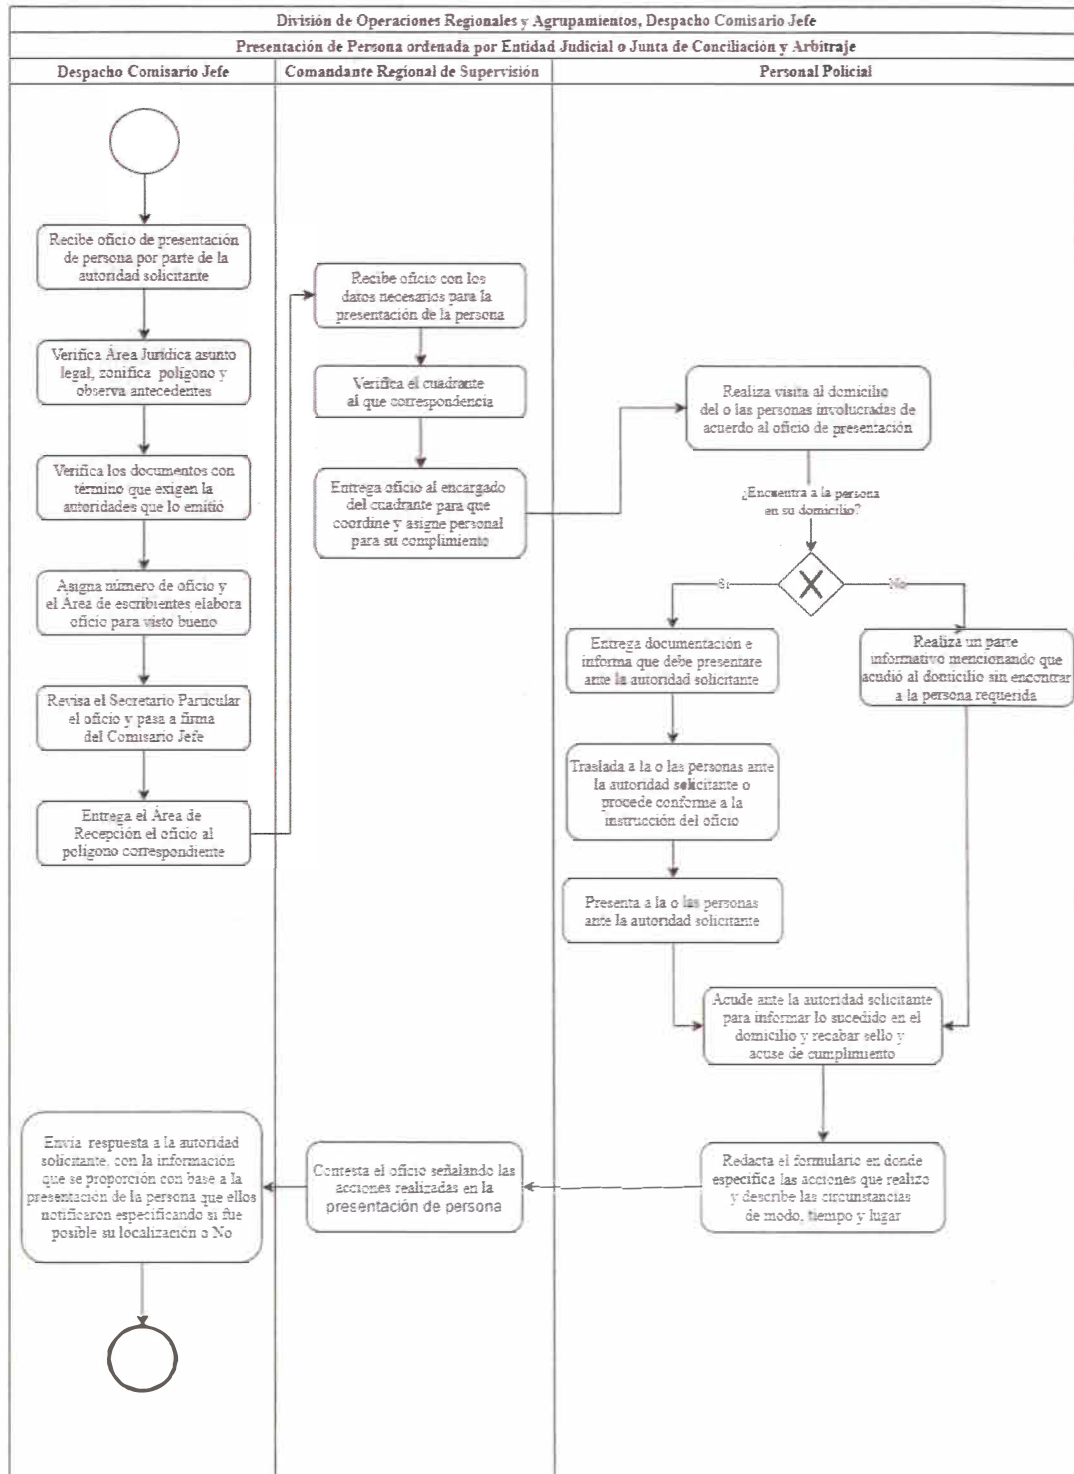 División de Operaciones Regionales y Agrupamientos, Despacho Comisario Jefe
Presentación de Persona ordenada por Entidad Judicial o Junta de Conciliación y Arbitraje
Despacho Comisario Jefe
Comandante Regional de Supervisión
Personal Policial
Recibe oficio de presentación
de persona por parte de la
autoridad solicitante
Verifica Área Jurídica asunto
legal, zonifica polígono y
observa antecedentes
Verifica los documentos con
término que exigen la
autoridades que lo emitió
Asigna número de oficio y
el Área de escribientes elabora
oficio para visto bueno
Revisa el Secretario Particular
el oficio y pasa a firma
del Comisario Jefe
Entrega el Área de
Recepción el oficio al
polígono correspondiente
Recibe oficio con los
datos necesarios para la
presentación de la persona
Verifica el cuadrante
al que correspondencia
Entrega oficio al encargado
del cuadrante para que
coordine y asigne personal
para su complimiento
Realiza visita al domicilio
del o las personas involucradas de
acuerdo al oficio de presentación
¿Encuentra a la persona
en su domicilio?
Si
No
Entrega documentación e
informa que debe presentare
ante la autoridad solicitante
Realiza un parte
informativo mencionando que
acudió al domicilio sin encontrar
a la persona requerida
Traslada a la o las personas ante
la autoridad solicitante o
procede conforme a la
instrucción del oficio
Presenta a la o las personas
ante la autoridad solicitante
Acude ante la autoridad solicitante
para informar lo sucedido en el
domicilio y recabar sello y
acuse de cumplimiento
Redacta el formulario en donde
especifica las acciones que realizo
y describe las circunstancias
de modo, tiempo y lugar
Contesta el oficio señalando las
acciones realizadas en la
presentación de persona
Envía respuesta a la autoridad
solicitante, con la información
que se proporción con base a la
presentación de la persona que ellos
notificaron especificando si fue
posible su localización o No